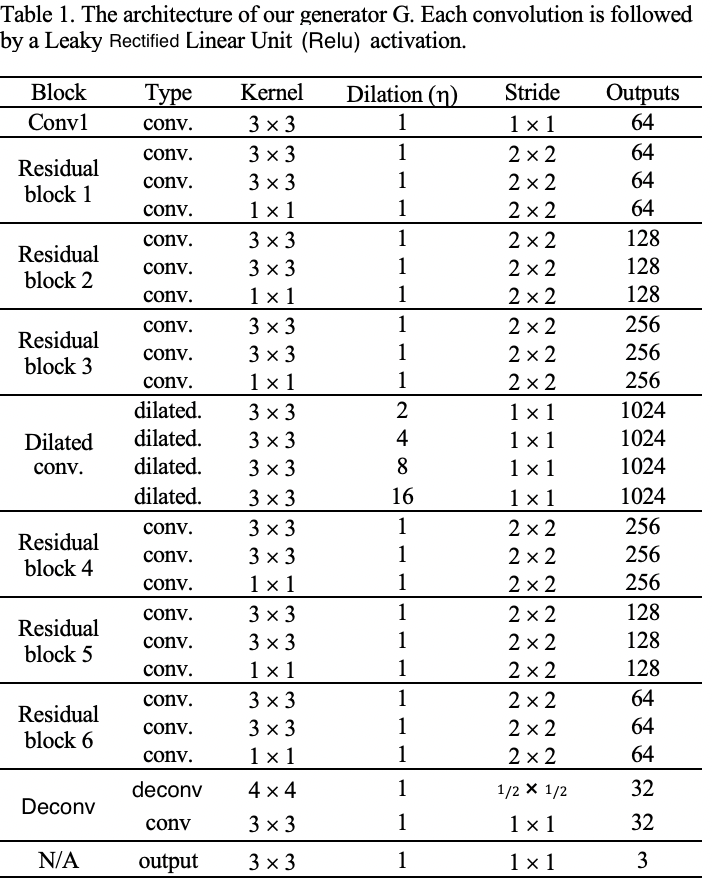 Table 1. The architecture of our generator G. Each convolution is followed
by a Leaky Rectified Linear Unit (Relu) activation.
Block Type Kernel Dilation (η) Stride Outputs
Conv1 conv. 3 × 3 1 1 × 1 64
Residual block 1 conv. 3 × 3 1 2 × 2 64
conv. 3 × 3 1 2 × 2 64
conv. 1 × 1 1 2 × 2 64
Residual block 2 conv. 3 × 3 1 2 × 2 128
conv. 3 × 3 1 2 × 2 128
conv. 1 × 1 1 2 × 2 128
Residual block 3 conv. 3 × 3 1 2 × 2 256
conv. 3 × 3 1 2 × 2 256
conv. 1 × 1 1 2 × 2 256
Dilated conv. dilated. 3 × 3 2 1 × 1 1024
dilated. 3 × 3 4 1 × 1 1024
dilated. 3 × 3 8 1 × 1 1024
dilated. 3 × 3 16 1 × 1 1024
Residual block 4 conv. 3 × 3 1 2 × 2 256
conv. 3 × 3 1 2 × 2 256
conv. 1 × 1 1 2 × 2 256
Residual block 5 conv. 3 × 3 1 2 × 2 128
conv. 3 × 3 1 2 × 2 128
conv. 1 × 1 1 2 × 2 128
Residual block 6 conv. 3 × 3 1 2 × 2 64
conv. 3 × 3 1 2 × 2 64
conv. 1 × 1 1 2 × 2 64
Deconv deconv 4 × 4 1 1/2 × 1/2 32
conv 3 × 3 1 1 × 1 32
N/A output 3 × 3 1 1 × 1 3